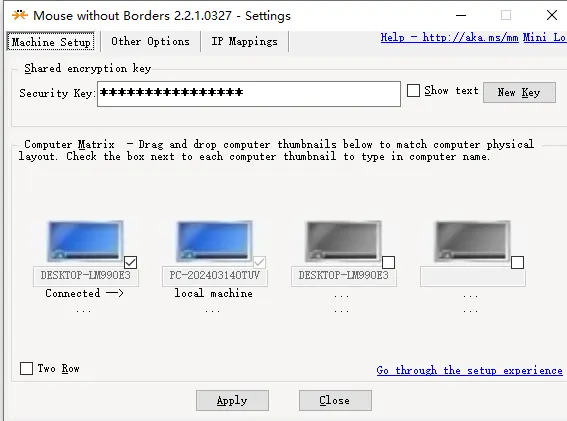 Mouse without Borders 2.2.1.0327 - Settings
Machine Setup Other Options IP Mappings Help - http://aka.ms/mm Mini Lo
Shared encryption key
Security Key: **************** Show text New Key
Computer Matrix - Drag and drop computer thumbnails below to match computer physical
layout. Check the box next to each computer thumbnail to type in computer name.
DESKTOP-LM990E3 PC-202403140TUV DESKTOP-LM990E3
Connected --> local machine ... ...
... ... ... ...
Two Row Go through the setup experience
Apply Close